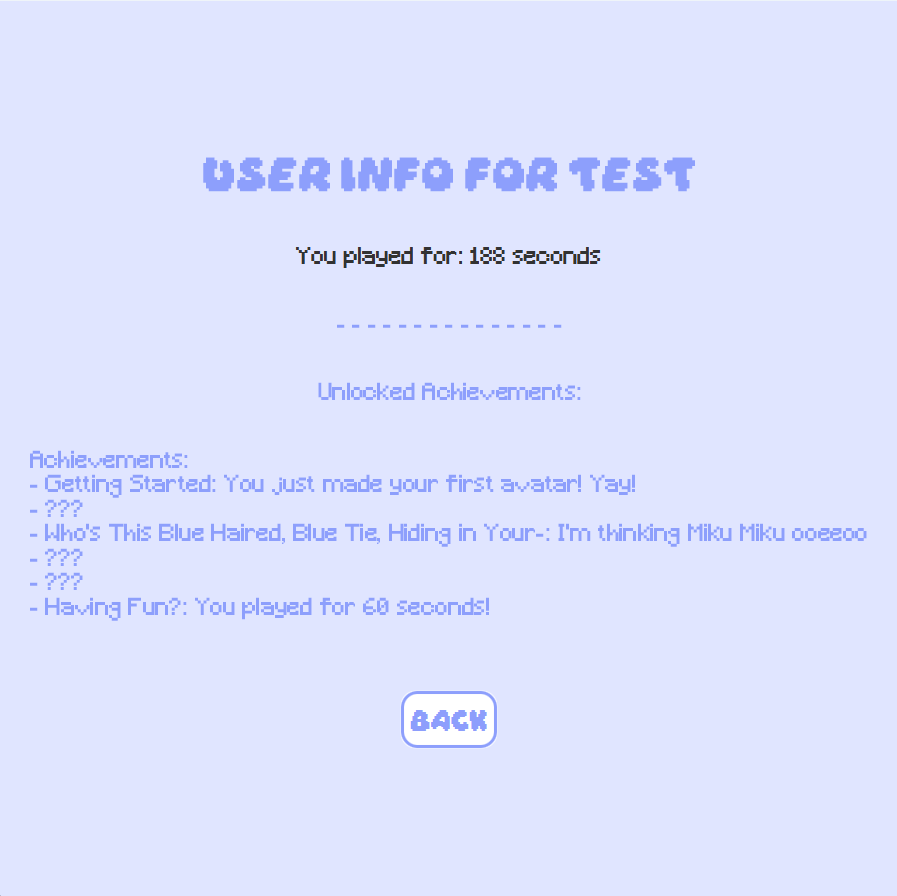 USER INFO FOR TEST
You played for: 188 seconds
- - - - - - - - - - - - - - -
Unlocked Achievements:
Achievements:
- Getting Started: You just made your first avatar! Yay!
- ???
- Who's This Blue Haired, Blue Tie, Hiding in Your-: I'm thinking Miku Miku ooeeoo
- ???
- ???
- Having Fun?: You played for 60 seconds!
BACK